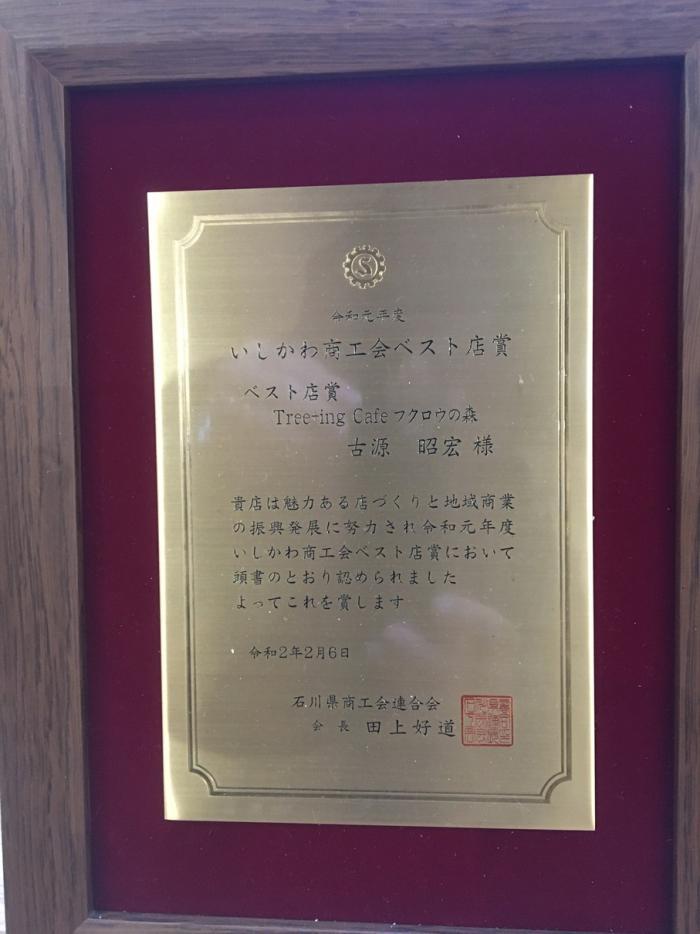 令和元年度
いしかわ商工会ベスト店賞
ベスト店賞
Tree-ing Cafe フクロウの森
古源 昭宏 様
貴店は魅力ある店づくりと地域商業
の振興発展に努力され令和元年度
いしかわ商工会ベスト店賞において
頭書のとおり認められました
よってこれを賞します
令和2年2月6日
石川県商工会連合会
会長 田上好道